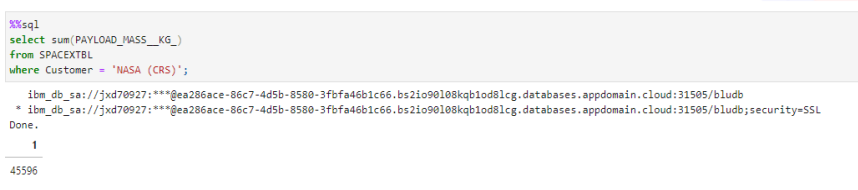 %%sql
select sum(PAYLOAD_MASS__KG_)
from SPACEXTBL
where Customer = 'NASA (CRS)';
ibm_db_sa://jxd70927:***@ea286ace-86c7-4d5b-8580-3fbfa46b1c66.bs2io90l08kqb1od8lcg.databases.appdomain.cloud:31505/bludb
* ibm_db_sa://jxd70927:***@ea286ace-86c7-4d5b-8580-3fbfa46b1c66.bs2io90l08kqb1od8lcg.databases.appdomain.cloud:31505/bludb;security=SSL
Done.
1
45596